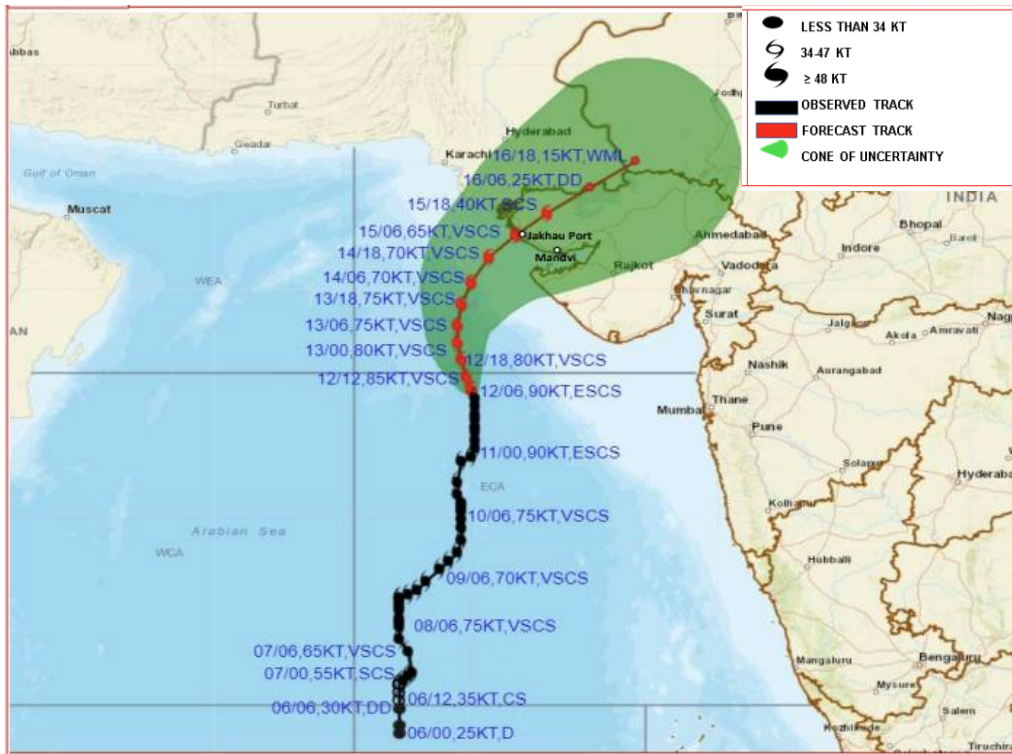 LESS THAN 34 KT
34-47 KT
≥ 48 KT
OBSERVED TRACK
FORECAST TRACK
CONE OF UNCERTAINTY
Abbas
Turbat
Gwadar
Gulf of Oman
Muscat
Hyderabad
Karachi
Jodhp
16/18,15KT,WML
16/06,25KT,DD
15/18,40KT,SCS
15/06,65KT,VSCS
Jakhau Port
Mandvi
14/18,70KT,VSCS
14/06,70KT,VSCS
13/18,75KT,VSCS
13/06,75KT,VSCS
13/00,80KT,VSCS
12/18,80KT,VSCS
12/12,85KT,VSCS
12/06,90KT,ESCS
11/00,90KT,ESCS
10/06,75KT,VSCS
09/06,70KT,VSCS
08/06,75KT,VSCS
07/06,65KT,VSCS
07/00,55KT,SCS
06/12,35KT,CS
06/06,30KT,DD
06/00,25KT,D
WEA
ECA
WCA
Arabian Sea
AN
INDIA
Ahmedabad
Rajkot
Vadodara
Bhavnagar
Surat
Indore
Bhopal
Jalgaon
Akola
Amravati
Nag
Nashik
Aurangabad
Mumbai
Thane
Pune
Solapur
Hyderabad
Kolhapur
Hubballi
Mangaluru
Bengaluru
Mysuru
Kozhikode
Salem
Tiruchira